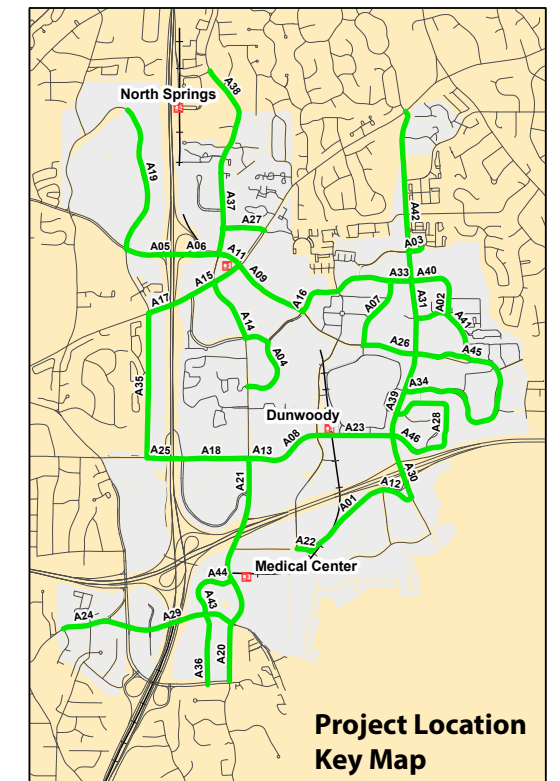 North Springs
A38
A19
A37
A27
A42
A05
A06
A11
A03
A09
A15
A33
A40
A16
A17
A07
A31
A02
A14
A41
A04
A26
A45
A35
A34
A39
Dunwoody
A28
A08
A23
A46
A25
A18
A13
A21
A30
A12
A01
A22
Medical Center
A44
A43
A24
A29
A36
A20
Project Location
Key Map